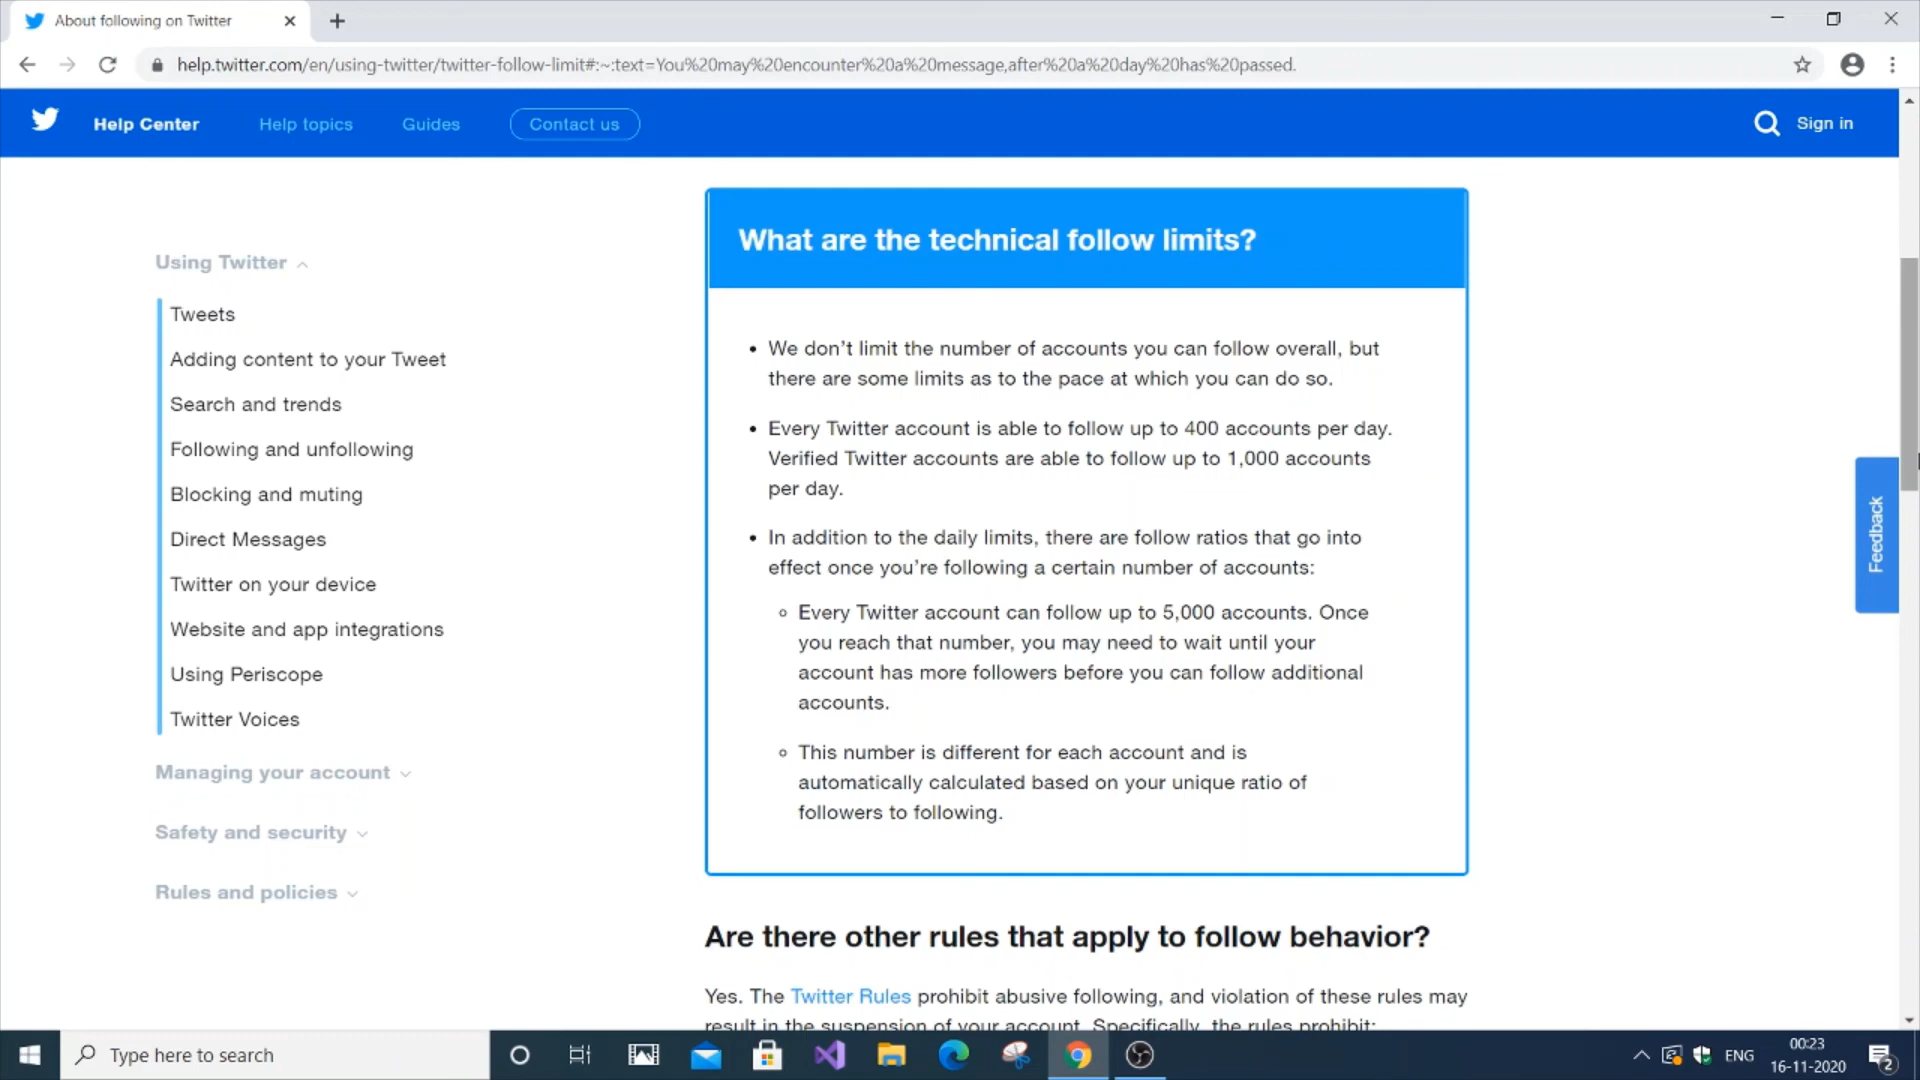 About following on Twitter
help.twitter.com/en/using-twitter/twitter-follow-limit#:~:text=You%20may%20encounter%20a%20message,after%20a%20day%20has%20passed.
Help Center
Help topics
Guides
Contact us
Sign in
Using Twitter
Tweets
Adding content to your Tweet
Search and trends
Following and unfollowing
Blocking and muting
Direct Messages
Twitter on your device
Website and app integrations
Using Periscope
Twitter Voices
Managing your account
Safety and security
Rules and policies
What are the technical follow limits?
We don’t limit the number of accounts you can follow overall, but
there are some limits as to the pace at which you can do so.
Every Twitter account is able to follow up to 400 accounts per day.
Verified Twitter accounts are able to follow up to 1,000 accounts
per day.
In addition to the daily limits, there are follow ratios that go into
effect once you’re following a certain number of accounts:
Every Twitter account can follow up to 5,000 accounts. Once
you reach that number, you may need to wait until your
account has more followers before you can follow additional
accounts.
This number is different for each account and is
automatically calculated based on your unique ratio of
followers to following.
Are there other rules that apply to follow behavior?
Yes. The Twitter Rules prohibit abusive following, and violation of these rules may
result in the suspension of your account. Specifically, the rules prohibit:
Feedback
Type here to search
ENG
00:23
16-11-2020
2